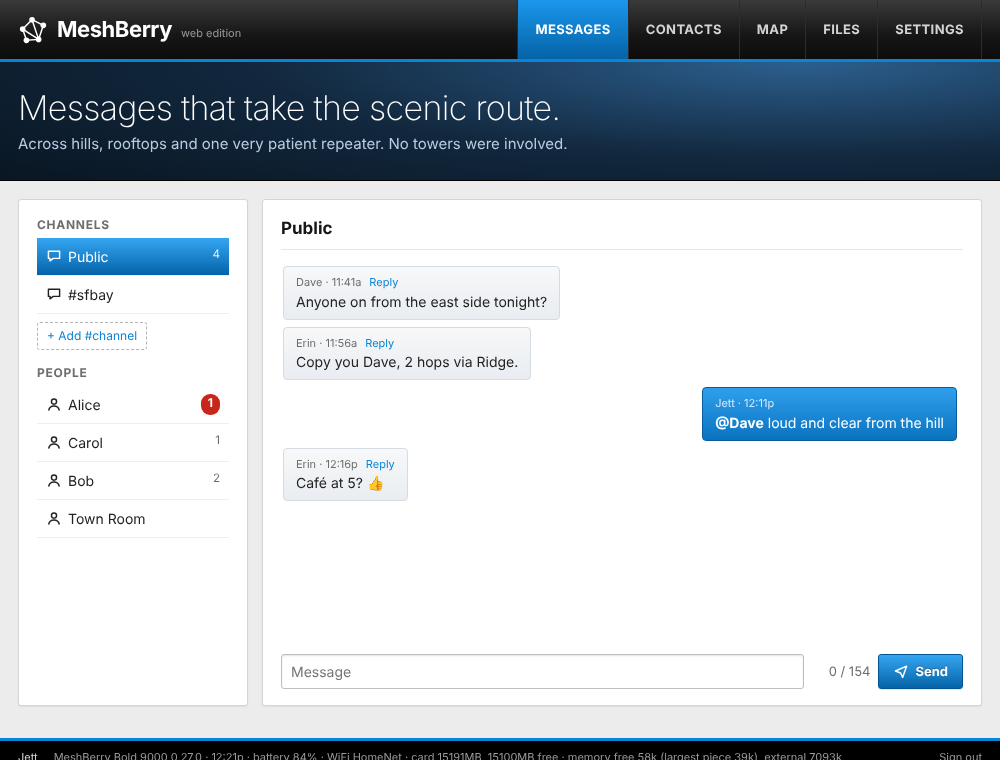 MeshBerry web edition
MESSAGES CONTACTS MAP FILES SETTINGS
Messages that take the scenic route.
Across hills, rooftops and one very patient repeater. No towers were involved.
CHANNELS
Public 4
#sfbay
+ Add #channel
PEOPLE
Alice 1
Carol 1
Bob 2
Town Room
Public
Dave · 11:41a Reply
Anyone on from the east side tonight?
Erin · 11:56a Reply
Copy you Dave, 2 hops via Ridge.
Jett · 12:11p
@Dave loud and clear from the hill
Erin · 12:16p Reply
Café at 5? 👍
Message
0 / 154
Send
Jett MeshBerry Bold 9000 0.27.0 · 12:21p · battery 84% · WiFi HomeNet · card 15191MB, 15100MB free · memory free 58k (largest piece 39k), external 7093k Sign out